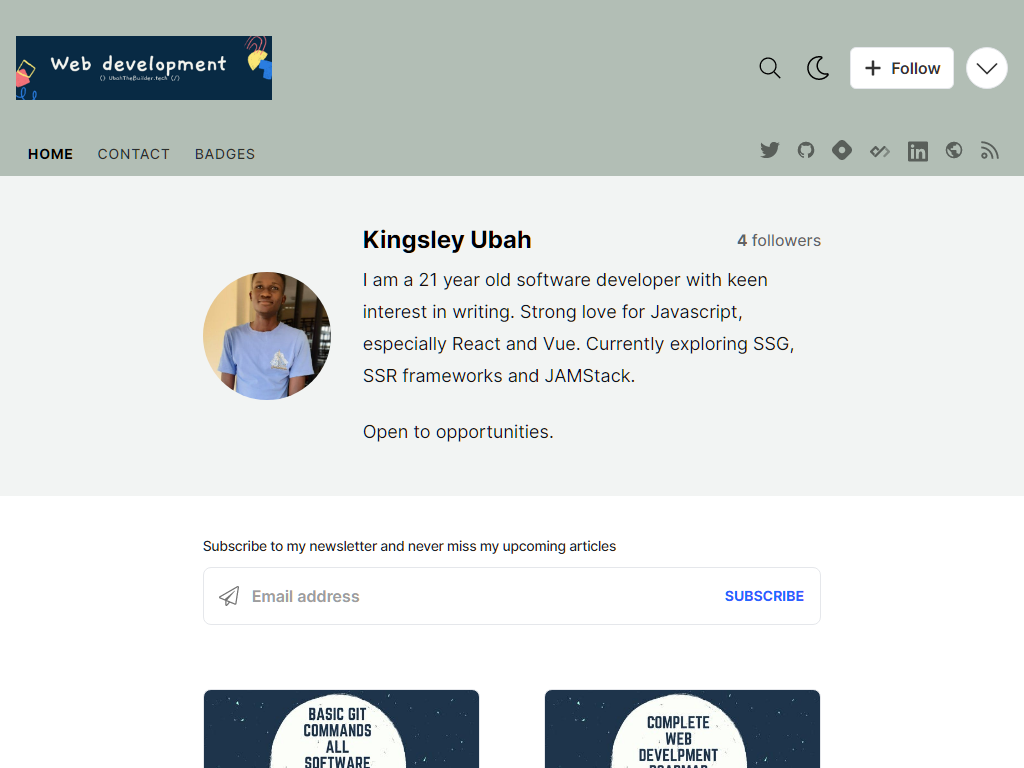 Web development
UbahTheBuilder.tech
Follow
HOME
CONTACT
BADGES
Kingsley Ubah
4 followers
I am a 21 year old software developer with keen
interest in writing. Strong love for Javascript,
especially React and Vue. Currently exploring SSG,
SSR frameworks and JAMStack.
Open to opportunities.
Subscribe to my newsletter and never miss my upcoming articles
Email address
SUBSCRIBE
BASIC GIT
COMMANDS
ALL
SOFTWARE
COMPLETE
WEB
DEVELPMENT
ROADMAP